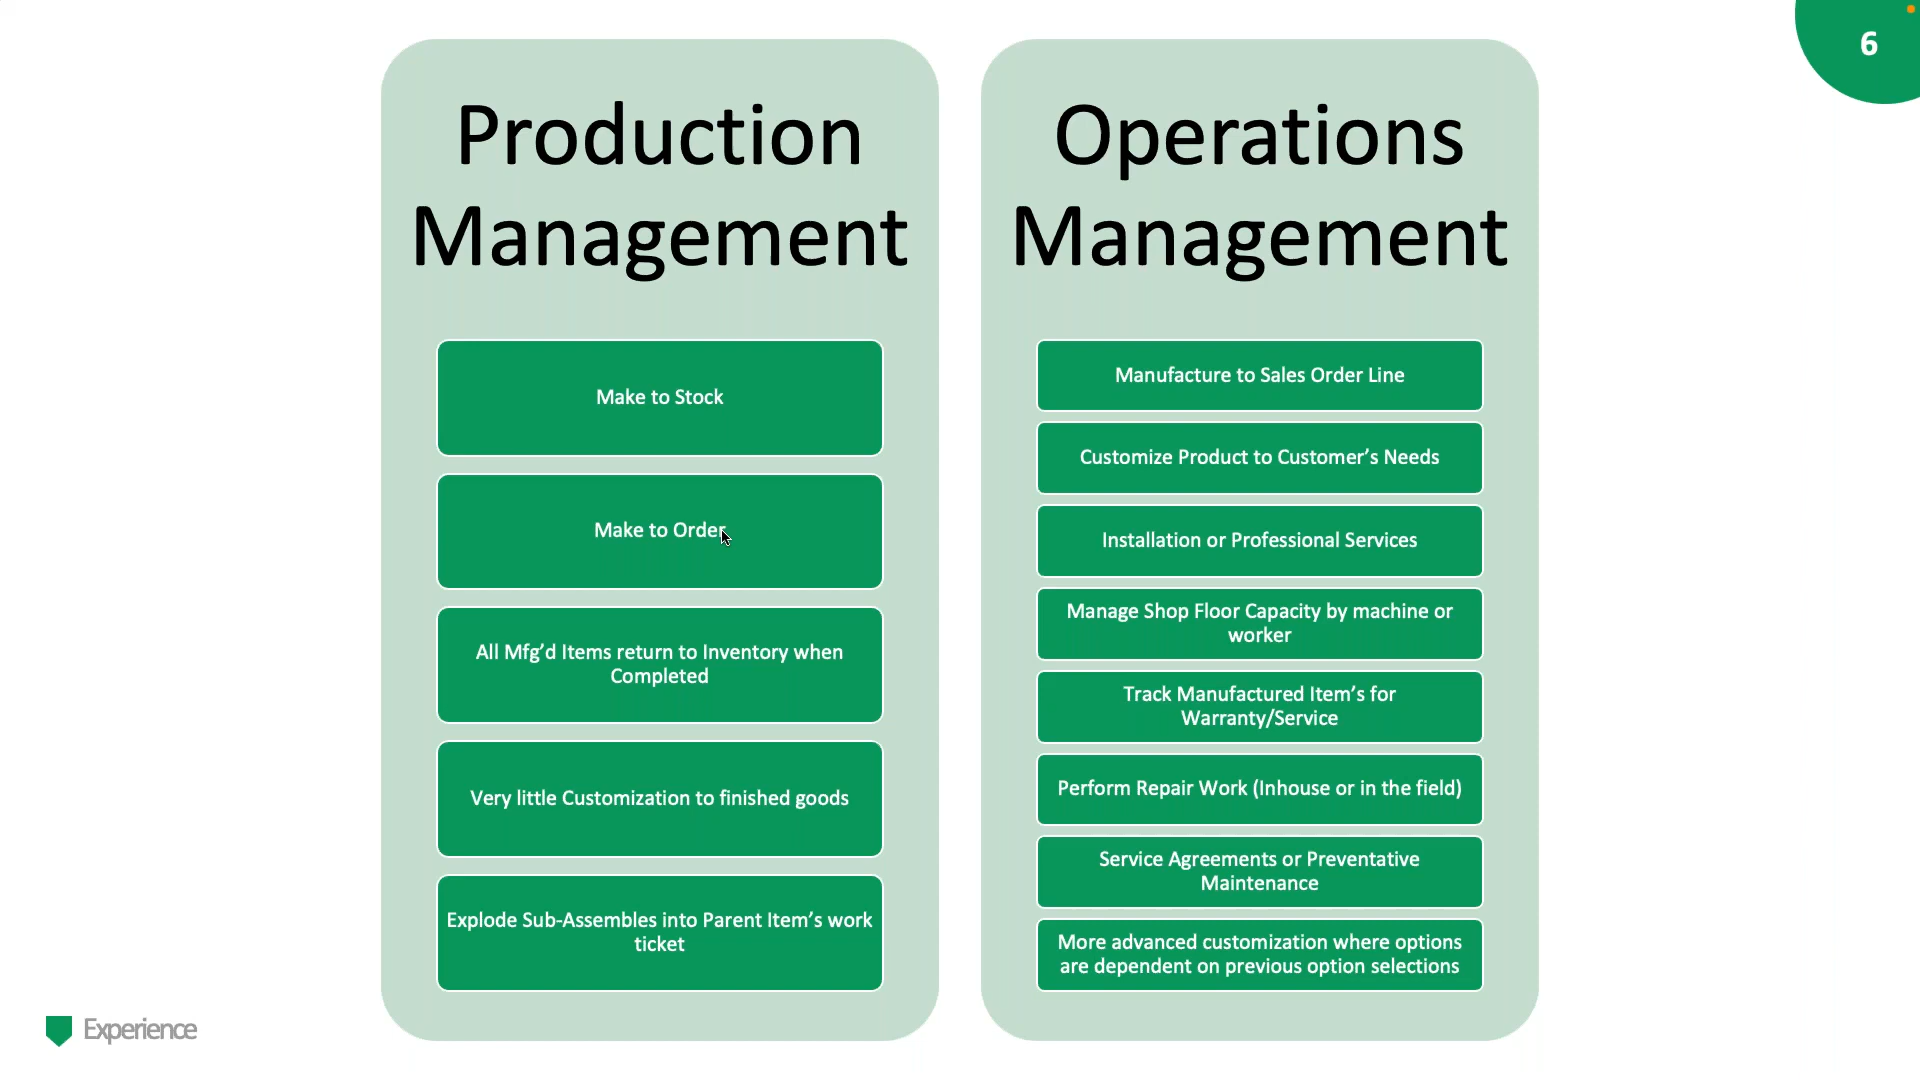 6
Production
Management
Make to Stock
Make to Order
All Mfg’d Items return to Inventory when
Completed
Very little Customization to finished goods
Explode Sub-Assembles into Parent Item’s work
ticket
Operations
Management
Manufacture to Sales Order Line
Customize Product to Customer’s Needs
Installation or Professional Services
Manage Shop Floor Capacity by machine or
worker
Track Manufactured Item’s for
Warranty/Service
Perform Repair Work (Inhouse or in the field)
Service Agreements or Preventative
Maintenance
More advanced customization where options
are dependent on previous option selections
Experience